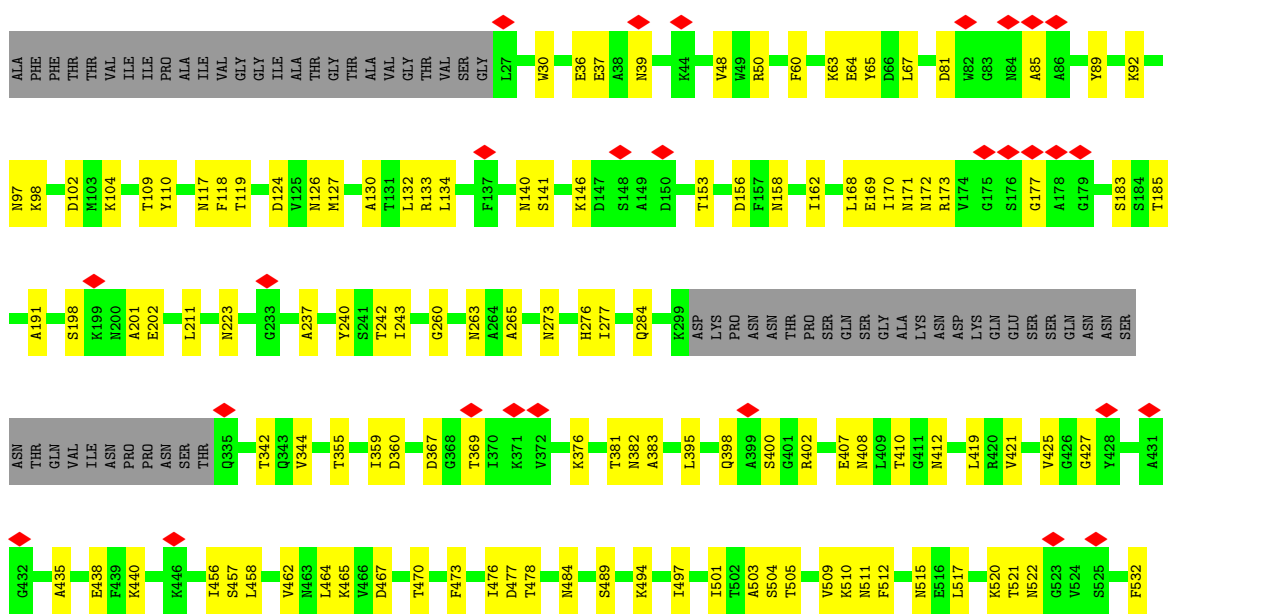 ALA PHE PHE THR THR VAL ILE ILE PRO ALA ILE VAL GLY GLY ILE ALA THR GLY THR ALA VAL GLY THR VAL SER GLY L27 W30 E36 E37 A38 N39 K44 V48 W49 R50 F60 K63 E64 Y65 D66 L67 D81 W82 G83 N84 A85 A86 Y89 K92
N97 K98 D102 M103 K104 T109 Y110 N117 F118 T119 D124 V125 N126 M127 A130 T131 L132 R133 L134 F137 N140 S141 K146 D147 S148 A149 D150 T153 D156 F157 N158 I162 L168 E169 I170 N171 N172 R173 V174 G175 S176 G177 A178 G179 S183 S184 T185
A191 S198 K199 N200 A201 E202 L211 N223 G233 A237 Y240 S241 T242 I243 G260 N263 A264 A265 N273 H276 I277 Q284 K299 ASP LYS PRO ASN ASN THR PRO SER GLN SER GLY ALA LYS ASN ASP LYS GLN GLU SER SER GLN ASN ASN SER
ASN THR GLN VAL ILE ASN PRO PRO ASN SER THR Q335 T342 Q343 V344 T355 I359 D360 D367 G368 T369 I370 K371 V372 K376 T381 N382 A383 L395 Q398 A399 S400 G401 R402 E407 N408 L409 T410 G411 N412 L419 R420 V421 V425 G426 G427 Y428 A431
G432 A435 E438 F439 K440 K446 I456 S457 L458 V462 N463 L464 K465 V466 D467 T470 F473 I476 D477 T478 N484 S489 K494 I497 I501 T502 A503 S504 T505 V509 K510 N511 F512 N515 E516 L517 K520 T521 N522 G523 V524 S525 F532